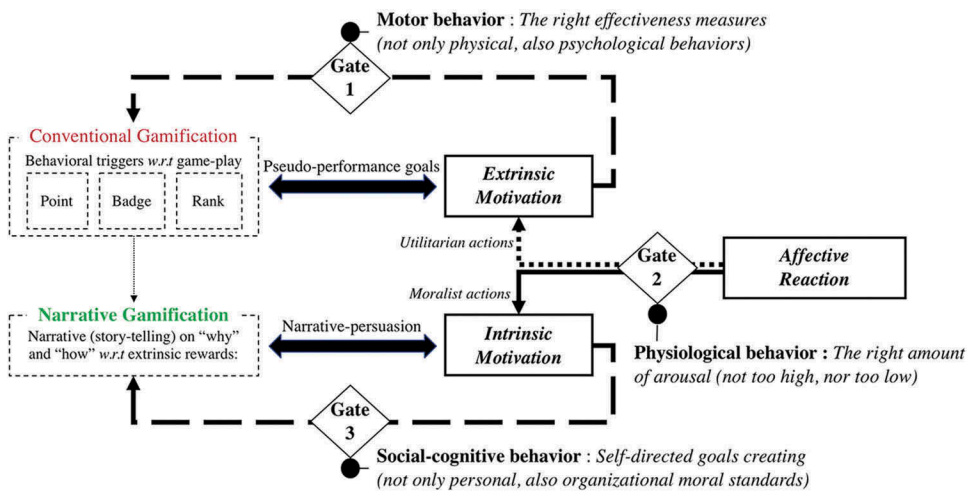 Motor behavior : The right effectiveness measures
(not only physical, also psychological behaviors)
Gate
1
Conventional Gamification
Behavioral triggers w.r.t game-play
Point
Badge
Rank
Pseudo-performance goals
Extrinsic
Motivation
Utilitarian actions
Gate
2
Affective
Reaction
Moralist actions
Narrative Gamification
Narrative (story-telling) on “why”
and “how” w.r.t extrinsic rewards:
Narrative-persuasion
Intrinsic
Motivation
Physiological behavior : The right amount
of arousal (not too high, nor too low)
Gate
3
Social-cognitive behavior : Self-directed goals creating
(not only personal, also organizational moral standards)